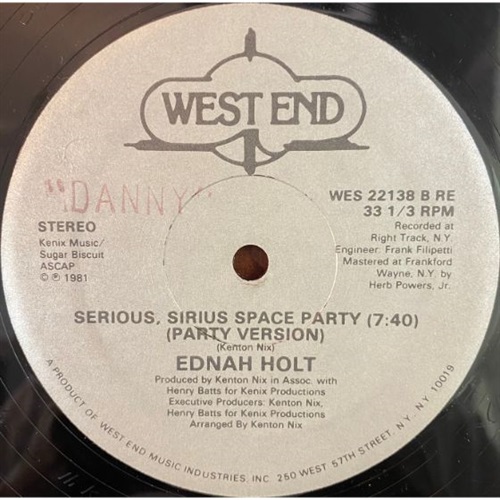 WEST END
"DANNY"
STEREO
Kenix Music/
Sugar Biscuit
ASCAP
© ℗ 1981
WES 22138 B RE
33 1/3 RPM
Recorded at
Right Track, N.Y.
Engineer: Frank Filipetti
Mastered at Frankford
Wayne, N.Y. by
Herb Powers, Jr.
SERIOUS, SIRIUS SPACE PARTY (7:40)
(PARTY VERSION)
(Kenton Nix)
EDNAH HOLT
Produced by Kenton Nix in Assoc. with
Henry Batts for Kenix Productions
Executive Producers: Kenton Nix,
Henry Batts for Kenix Productions
Arranged By Kenton Nix
A PRODUCT OF WEST END MUSIC INDUSTRIES, INC. 250 WEST 57TH STREET, N.Y., N.Y. 10019